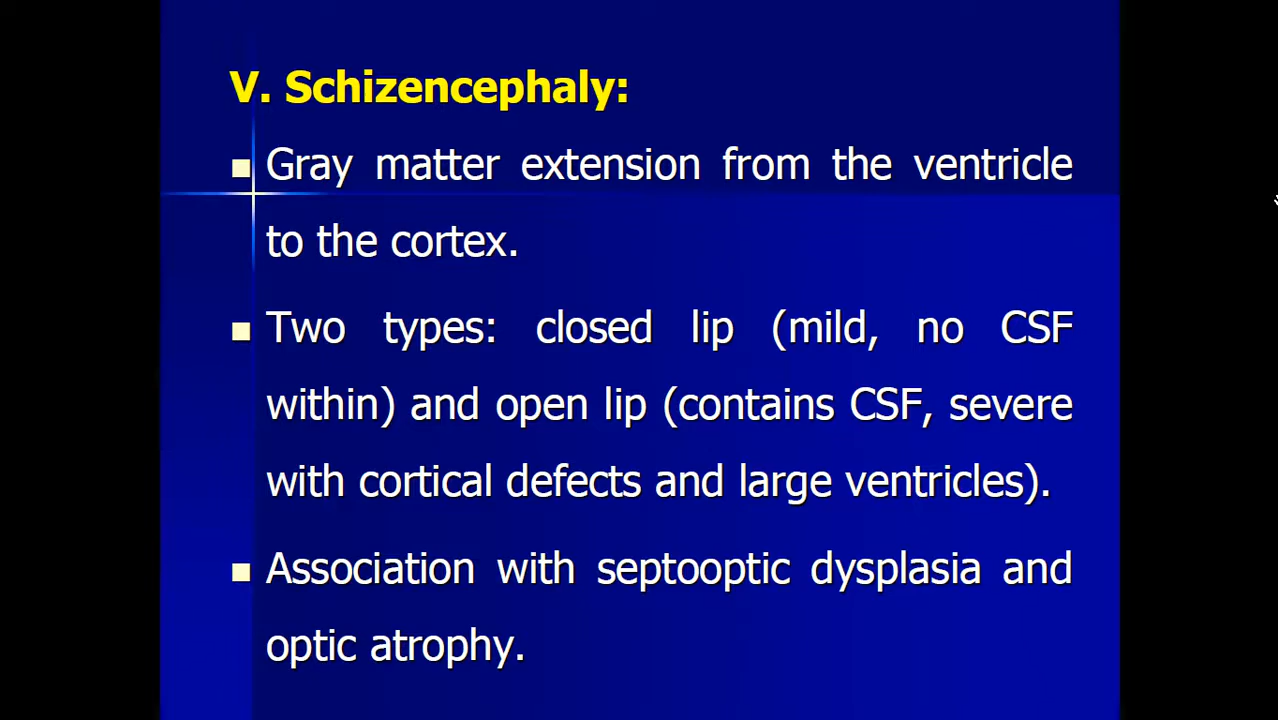 V. Schizencephaly:
Gray matter extension from the ventricle
to the cortex.
Two types: closed lip (mild, no CSF
within) and open lip (contains CSF, severe
with cortical defects and large ventricles).
Association with septooptic dysplasia and
optic atrophy.